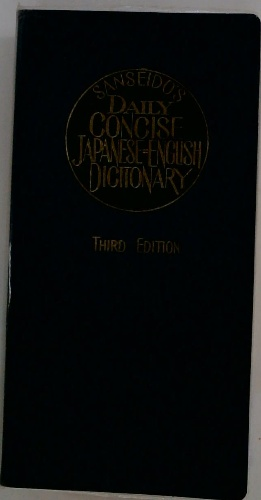 SANSEIDO'S
DAILY
CONCISE
JAPANESE-ENGLISH
DICTIONARY
THIRD EDITION